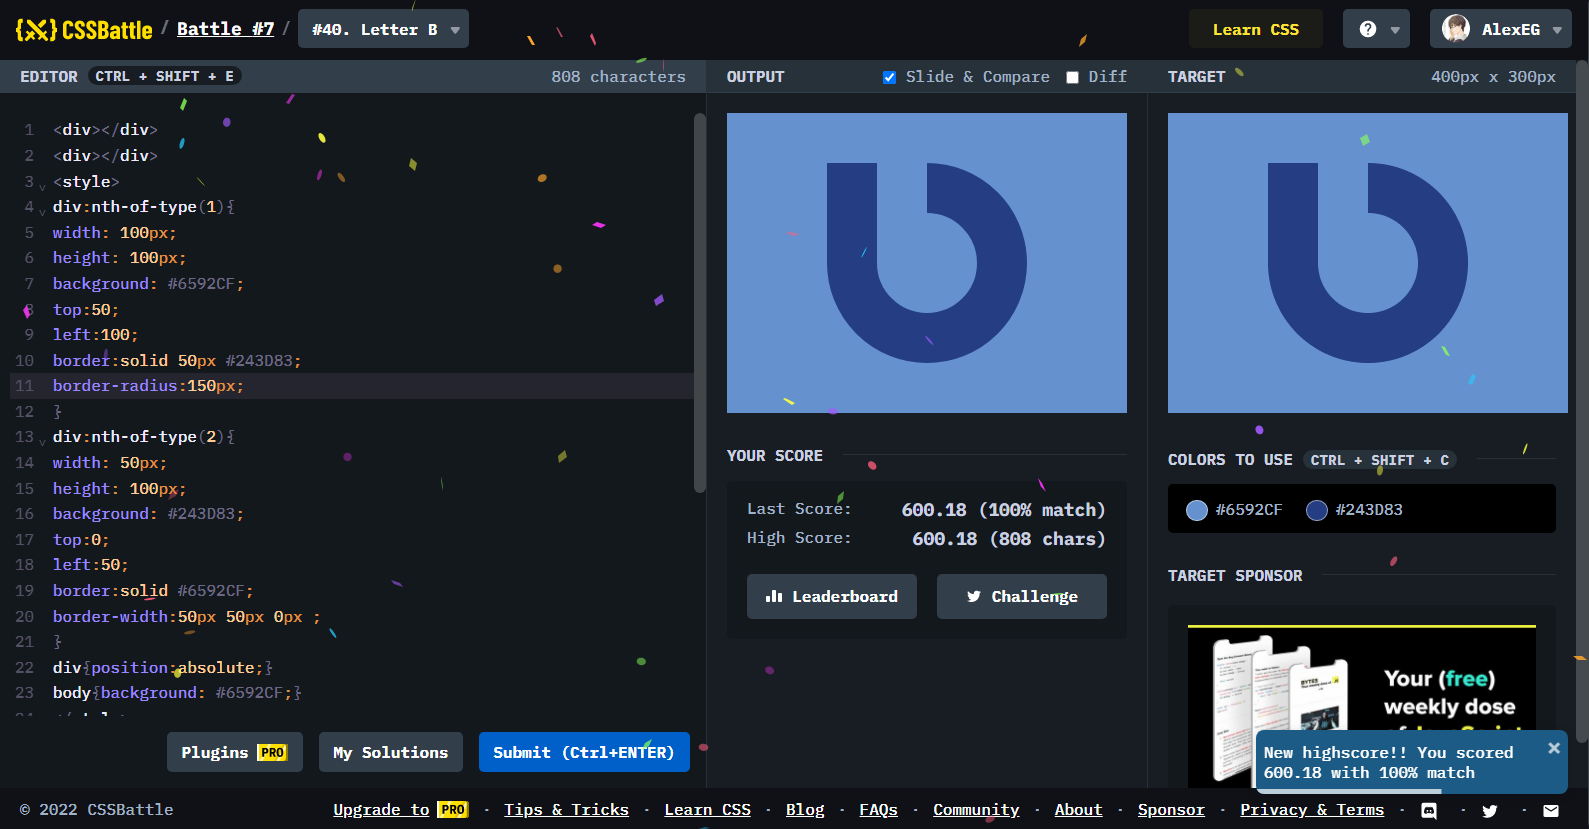 CSSBattle / Battle #7 / #40. Letter B
Learn CSS
AlexEG
EDITOR CTRL + SHIFT + E 808 characters
1 <div></div>
2 <div></div>
3 <style>
4 div:nth-of-type(1){
5 width: 100px;
6 height: 100px;
7 background: #6592CF;
8 top:50;
9 left:100;
10 border:solid 50px #243D83;
11 border-radius:150px;
12 }
13 div:nth-of-type(2){
14 width: 50px;
15 height: 100px;
16 background: #243D83;
17 top:0;
18 left:50;
19 border:solid #6592CF;
20 border-width:50px 50px 0px ;
21 }
22 div{position:absolute;}
23 body{background: #6592CF;}
Plugins PRO
My Solutions
Submit (Ctrl+ENTER)
OUTPUT Slide & Compare Diff
YOUR SCORE
Last Score: 600.18 (100% match)
High Score: 600.18 (808 chars)
Leaderboard
Challenge
TARGET 400px x 300px
COLORS TO USE CTRL + SHIFT + C
#6592CF #243D83
TARGET SPONSOR
BYTES
Your (free)
weekly dose
New highscore!! You scored
600.18 with 100% match
© 2022 CSSBattle
Upgrade to PRO · Tips & Tricks · Learn CSS · Blog · FAQs · Community · About · Sponsor · Privacy & Terms